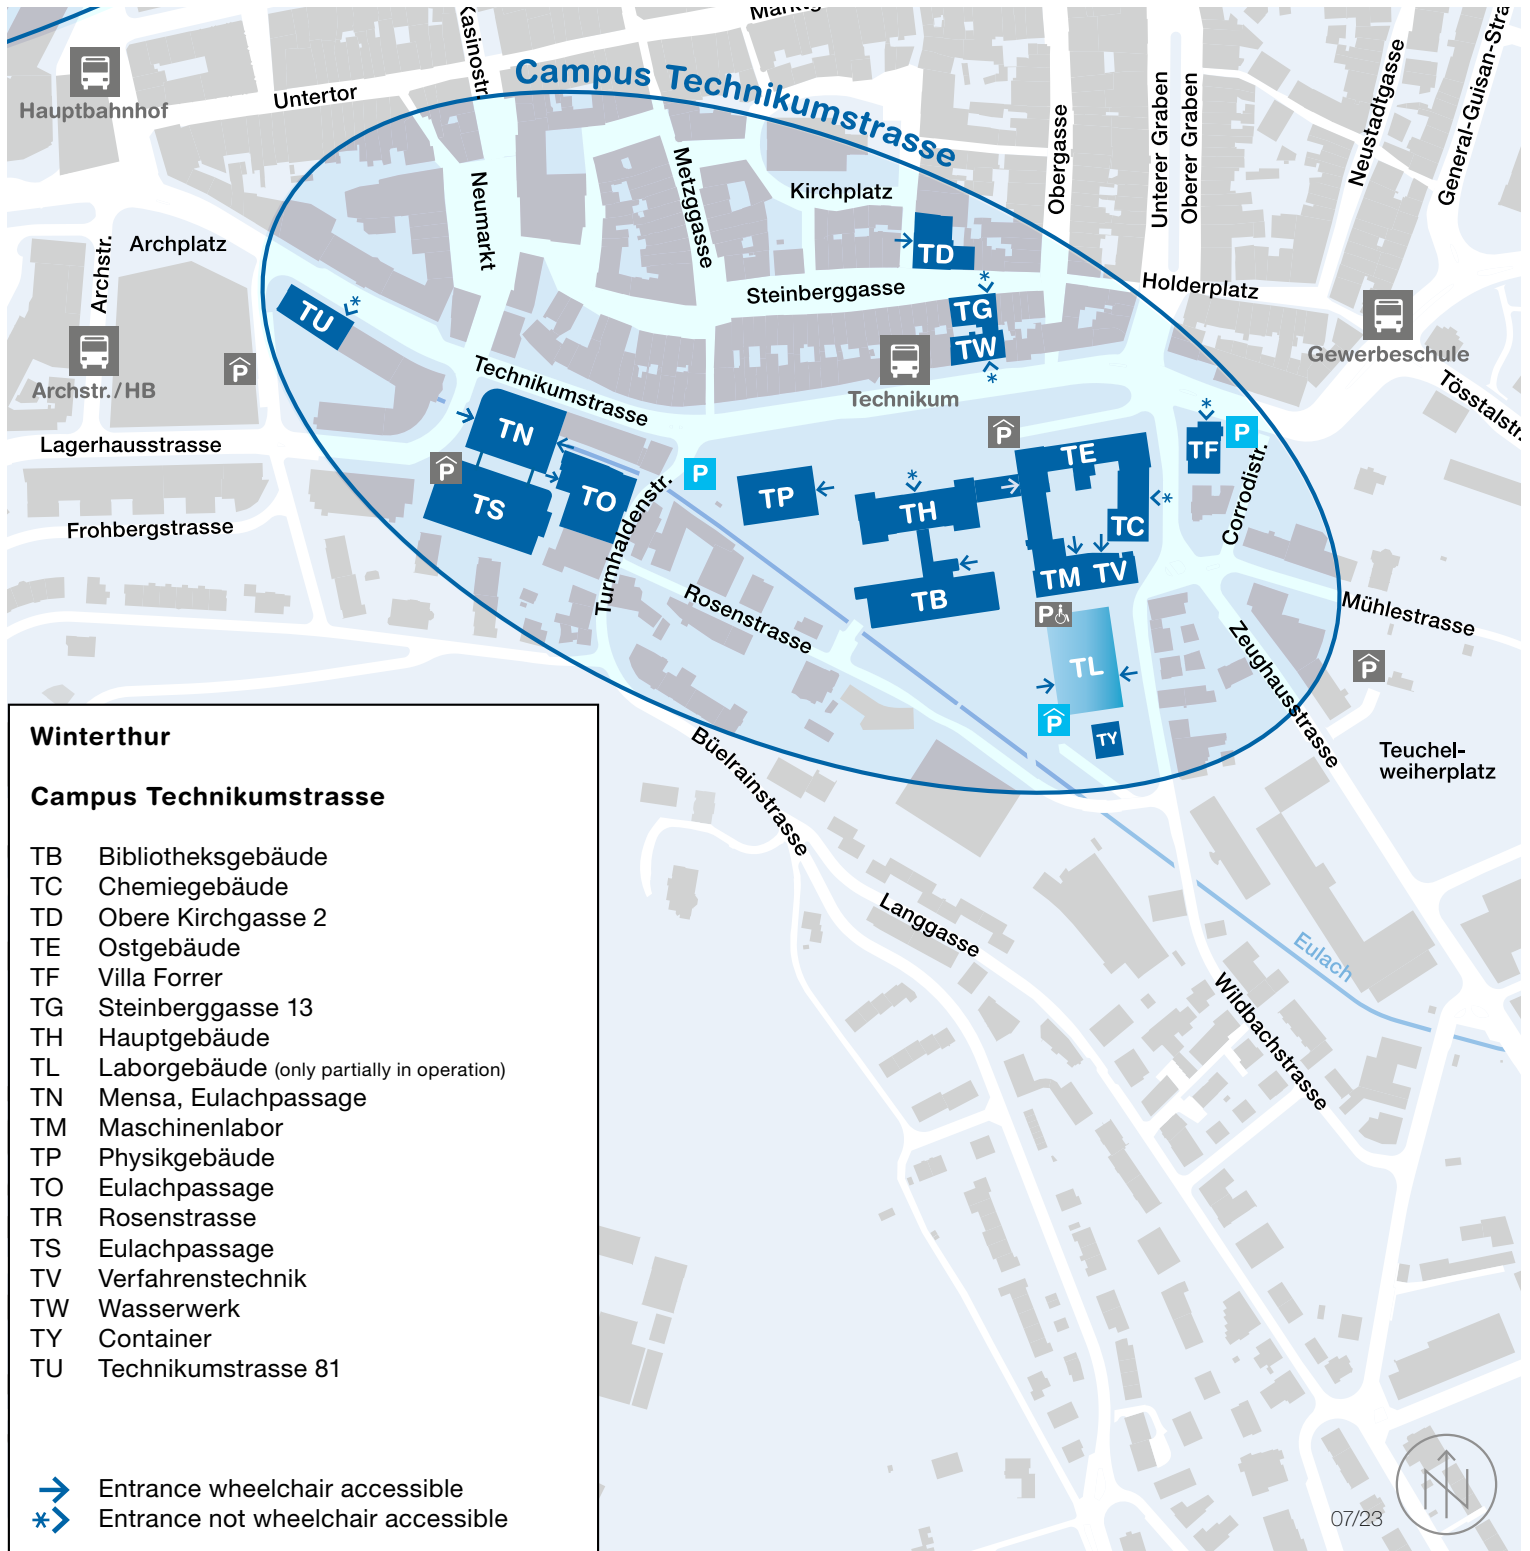 Marktg
Kasinostr.
Hauptbahnhof
Untertor
Campus Technikumstrasse
Obergasse
Unterer Graben
Oberer Graben
Neustadtgasse
General-Guisan-Stra
Metzggasse
Kirchplatz
Neumarkt
Archplatz
Archstr.
TD
Steinberggasse
Holderplatz
TU
TG
TW
Gewerbeschule
Technikum
Archstr./HB
P
Technikumstrasse
Tösstalstr.
Lagerhausstrasse
TN
P
TE
TF
P
Corrodistr.
P
P
TS
TO
TP
TH
TC
Frohbergstrasse
Turmhaldenstr.
TM
TV
TB
Rosenstrasse
P
Mühlestrasse
Zeughausstrasse
TL
P
P
TY
Teuchel-
weiherplatz
Büelrainstrasse
Langgasse
Eulach
Wildbachstrasse
Winterthur
Campus Technikumstrasse
TB Bibliotheksgebäude
TC Chemiegebäude
TD Obere Kirchgasse 2
TE Ostgebäude
TF Villa Forrer
TG Steinberggasse 13
TH Hauptgebäude
TL Laborgebäude (only partially in operation)
TN Mensa, Eulachpassage
TM Maschinenlabor
TP Physikgebäude
TO Eulachpassage
TR Rosenstrasse
TS Eulachpassage
TV Verfahrenstechnik
TW Wasserwerk
TY Container
TU Technikumstrasse 81
Entrance wheelchair accessible
Entrance not wheelchair accessible
07/23
N